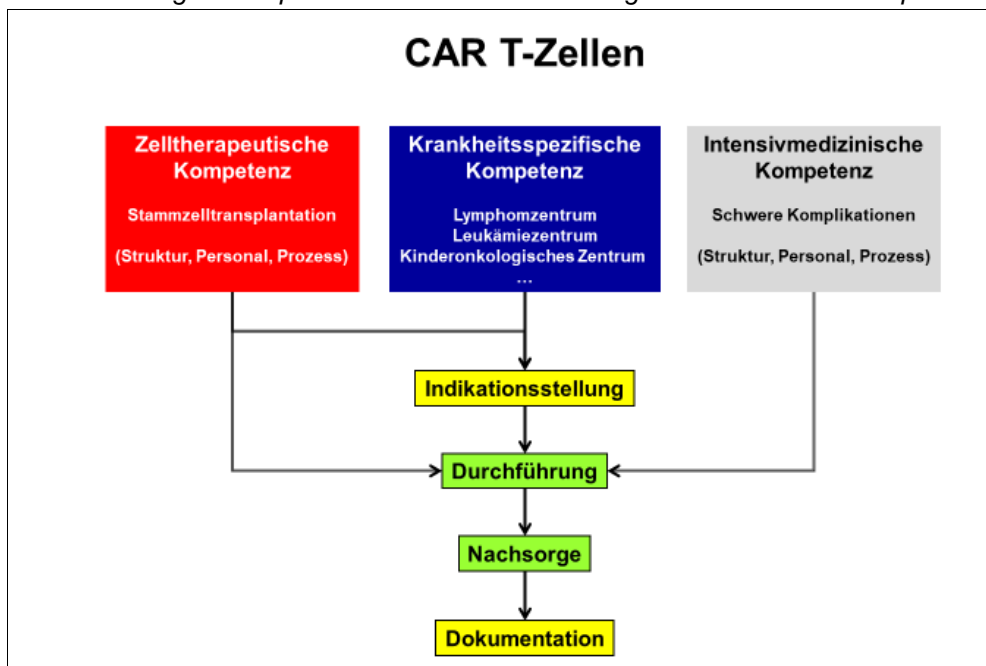 CAR T-Zellen
Zelltherapeutische
Kompetenz
Stammzelltransplantation
(Struktur, Personal, Prozess)
Krankheitsspezifische
Kompetenz
Lymphomzentrum
Leukämiezentrum
Kinderonkologisches Zentrum
...
Intensivmedizinische
Kompetenz
Schwere Komplikationen
(Struktur, Personal, Prozess)
Indikationsstellung
Durchführung
Nachsorge
Dokumentation